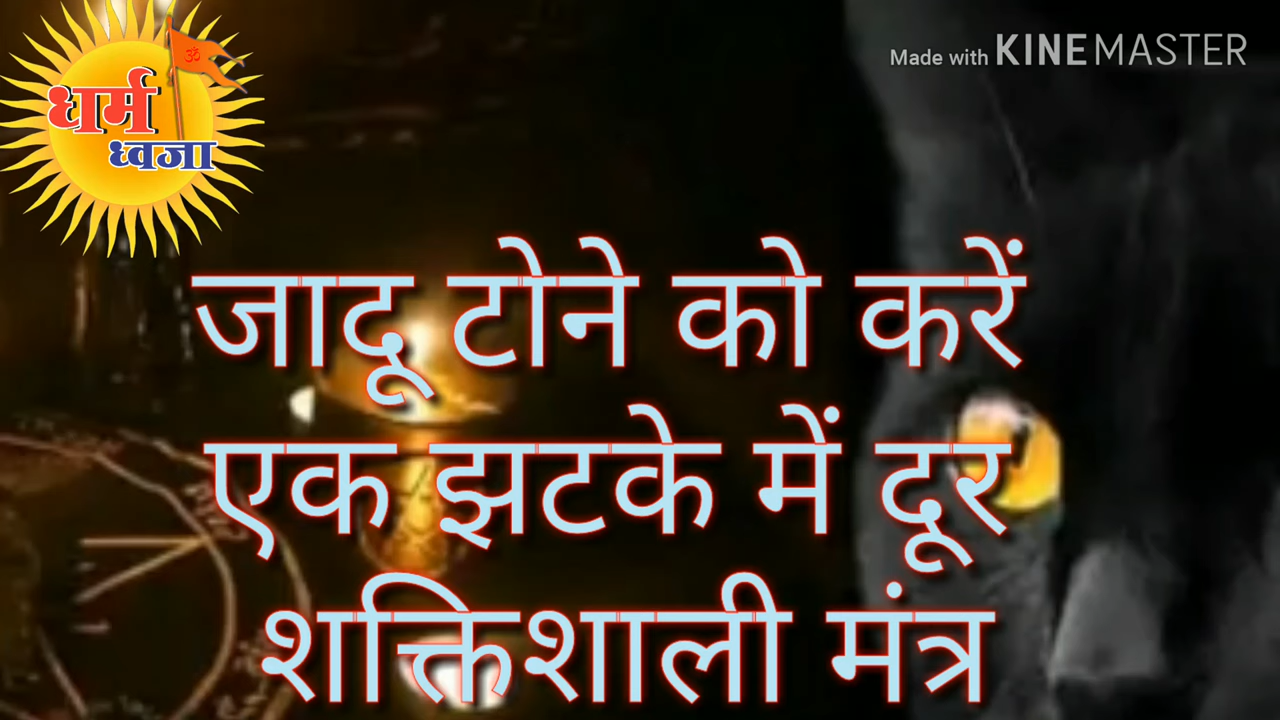 Made with KINEMASTER
धर्म
ध्वजा
ॐ
जादू टोने को करें
एक झटके में दूर
शक्तिशाली मंत्र